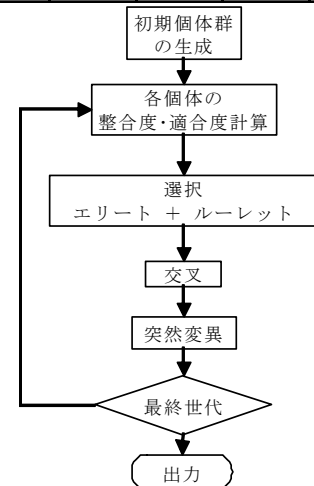 初期個体群
の生成
各個体の
整合度・適合度計算
選択
エリート + ルーレット
交叉
突然変異
最終世代
出力